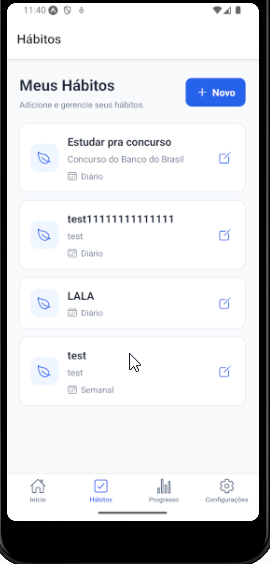 11:40
Hábitos
Meus Hábitos
Adicione e gerencie seus hábitos.
+ Novo
Estudar pra concurso
Concurso do Banco do Brasil
Diário
test11111111111111
test
Diário
LALA
Diário
test
test
Semanal
Início
Hábitos
Progresso
Configurações